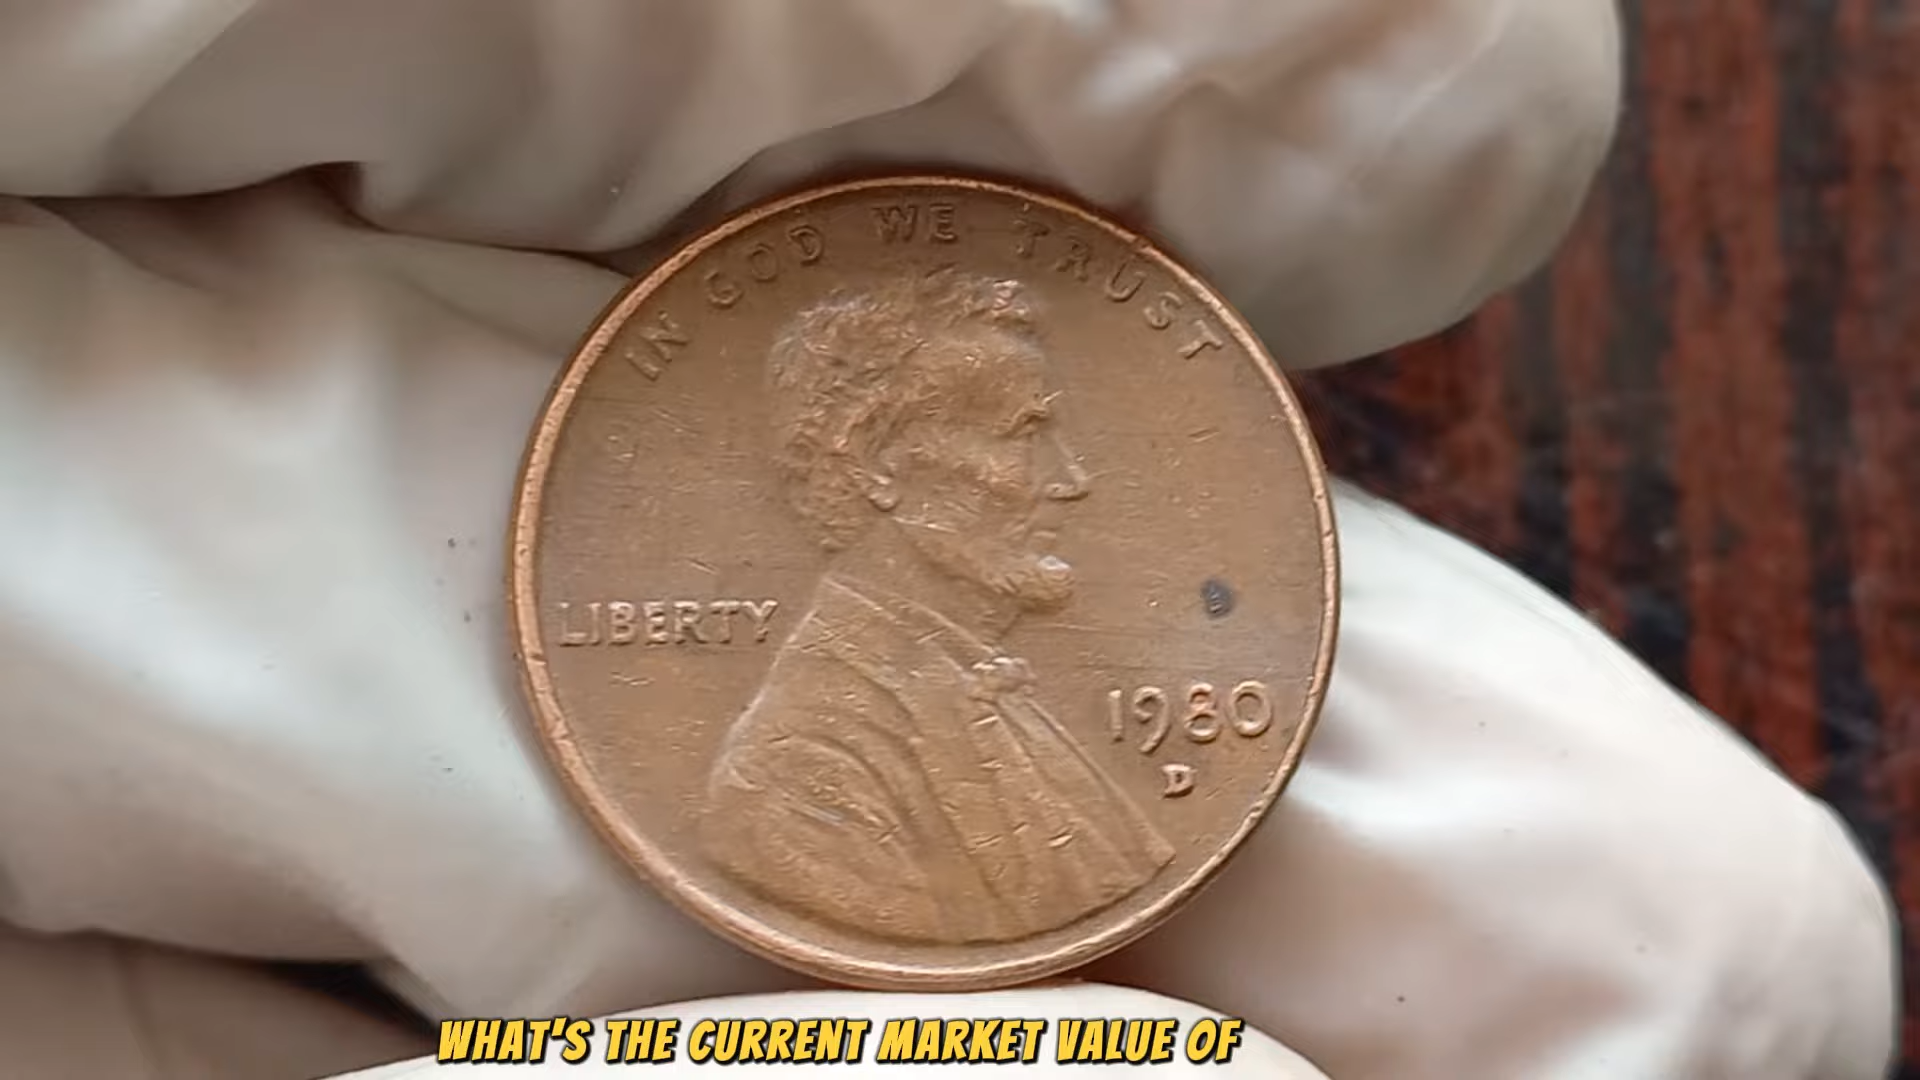 IN GOD WE TRUST
LIBERTY
1980
D
WHAT'S THE CURRENT MARKET VALUE OF